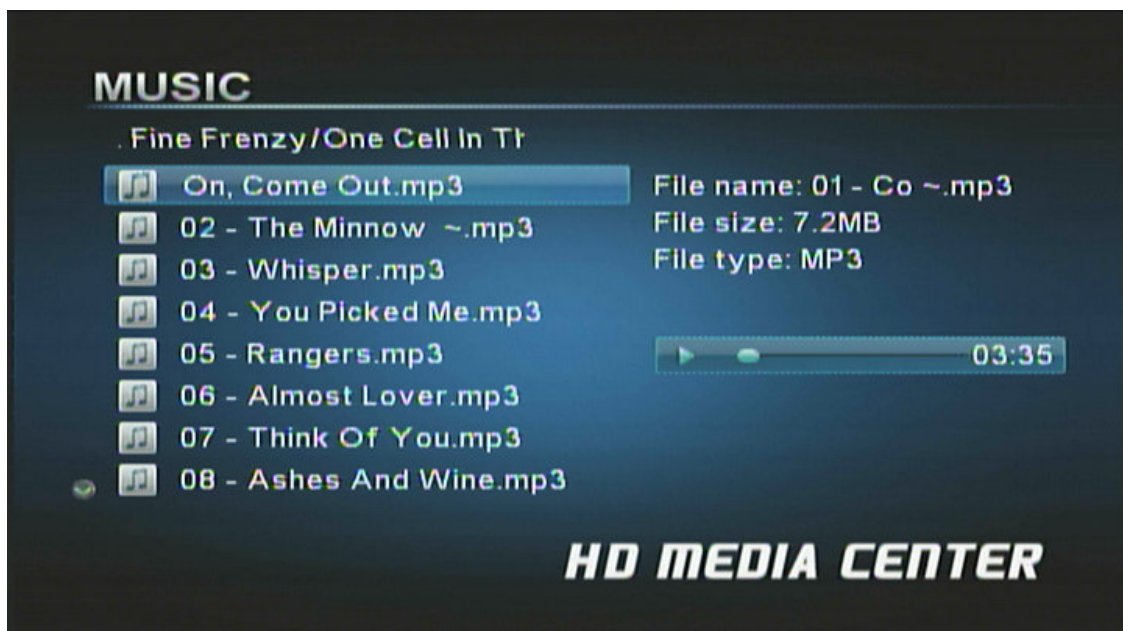 MUSIC
. Fine Frenzy/One Cell In Th
On, Come Out.mp3
02 - The Minnow ~.mp3
03 - Whisper.mp3
04 - You Picked Me.mp3
05 - Rangers.mp3
06 - Almost Lover.mp3
07 - Think Of You.mp3
08 - Ashes And Wine.mp3
File name: 01 - Co ~.mp3
File size: 7.2MB
File type: MP3
03:35
HD MEDIA CENTER